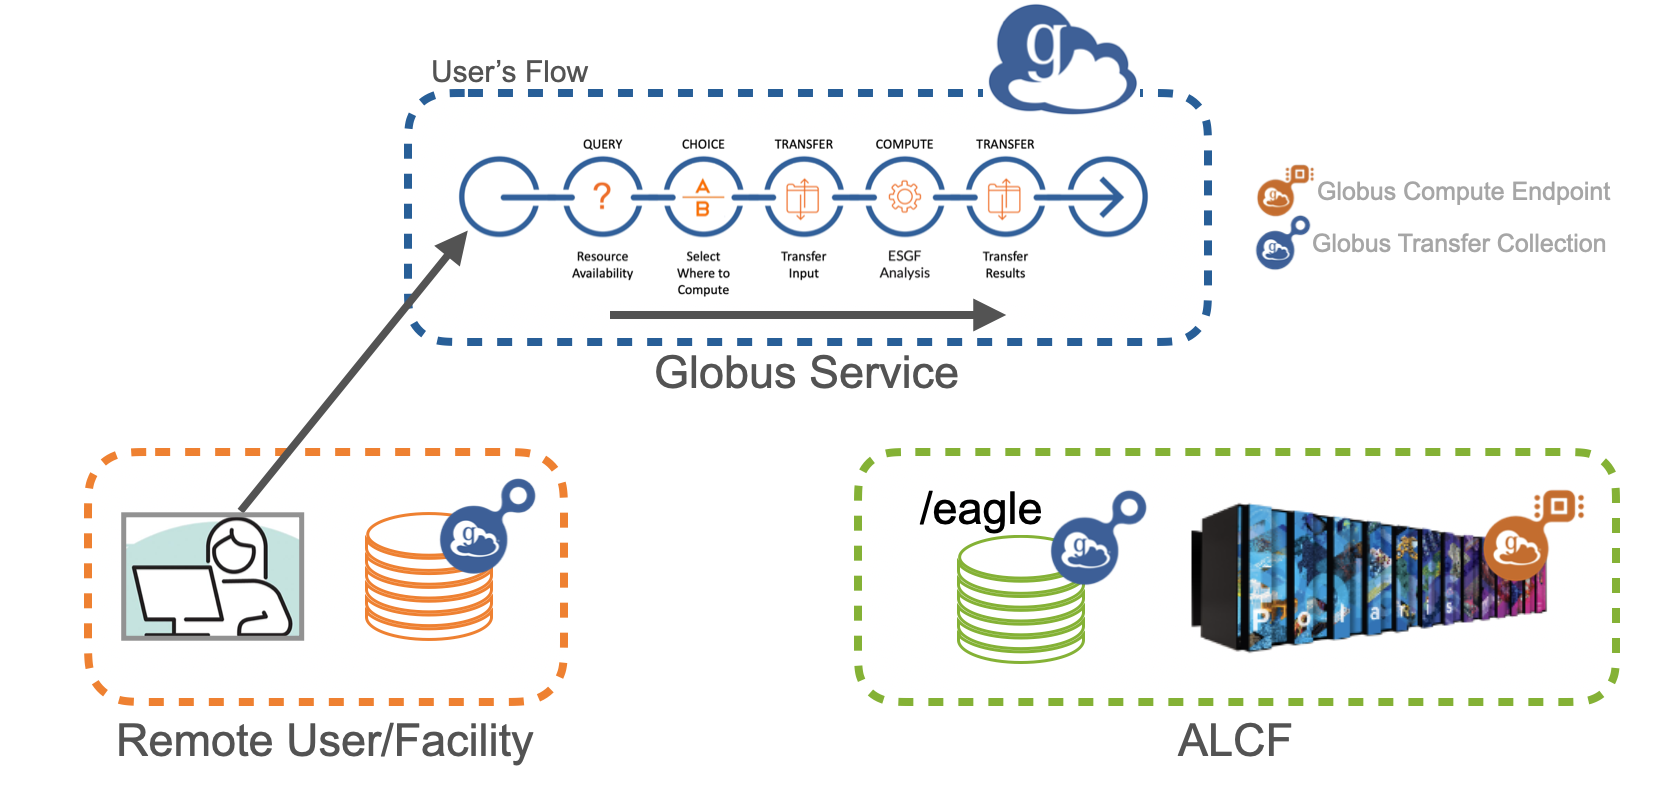 User's Flow
g
QUERY
CHOICE
TRANSFER
COMPUTE
TRANSFER
?
A
B
Resource
Availability
Select
Where to
Compute
Transfer
Input
ESGF
Analysis
Transfer
Results
Globus Compute Endpoint
g
Globus Transfer Collection
Globus Service
g
/eagle
g
g
Polaris
Remote User/Facility
ALCF